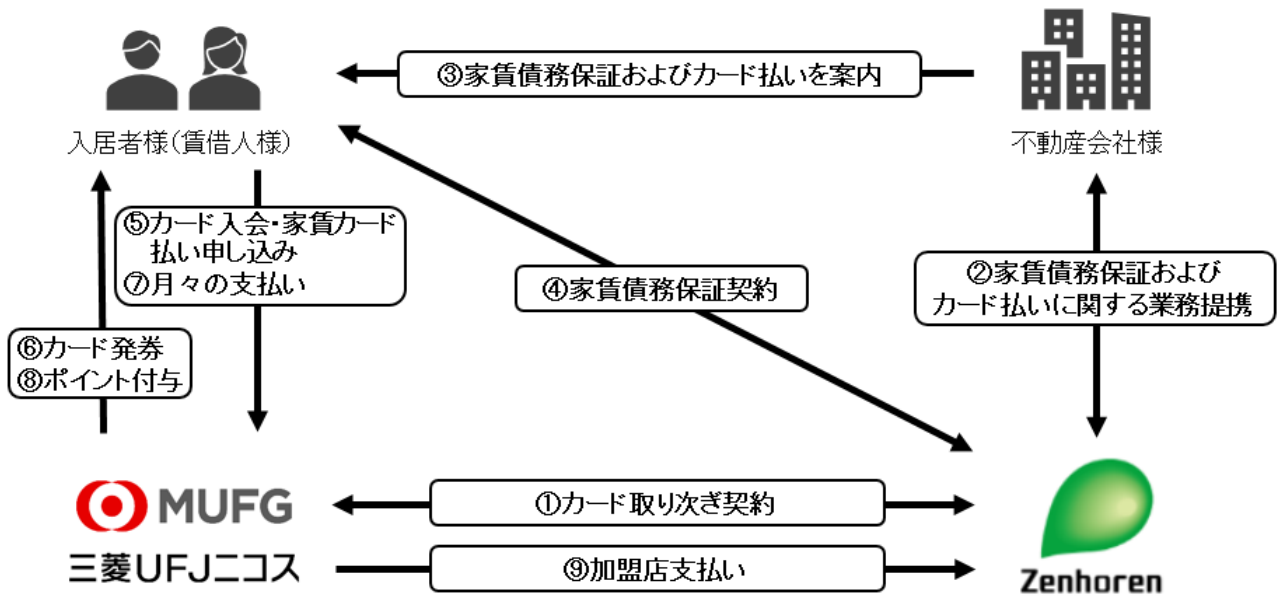 ③家賃債務保証およびカード払いを案内
入居者様(賃借人様)
不動産会社様
⑤カード入会・家賃カード
払い申し込み
⑦月々の支払い
④家賃債務保証契約
②家賃債務保証および
カード払いに関する業務提携
⑥カード発券
⑧ポイント付与
MUFG
三菱UFJニコス
①カード取り次ぎ契約
⑨加盟店支払い
Zenhoren